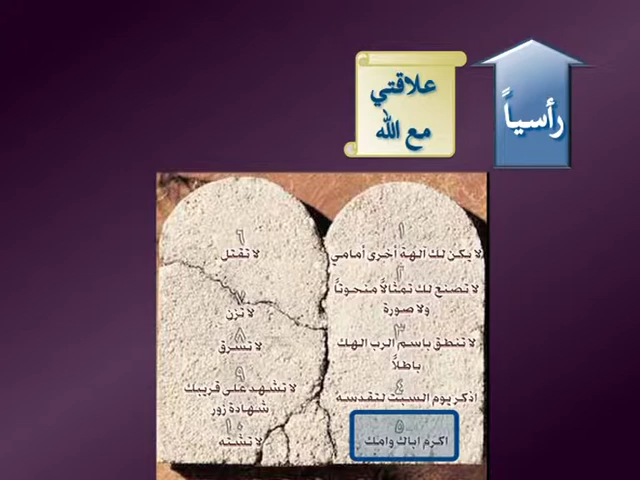 رأسياً
علاقتي
مع الله
١
لا يكن لك آلهة أخرى أمامي
٢
لا تصنع لك تمثالاً منحوتاً
ولا صورة
٣
لا تنطق باسم الرب الهك
باطلاً
٤
اذكر يوم السبت لتقدسه
٥
اكرم اباك وامك
٦
لا تقتل
٧
لا تزن
٨
لا تسرق
٩
لا تشهد على قريبك
شهادة زور
١٠
لا تشته